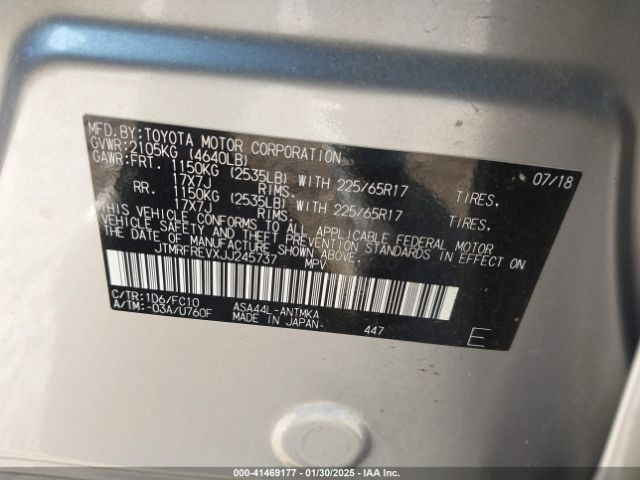 MFD.BY:TOYOTA MOTOR CORPORATION 07/18
GVWR:2105KG (4640LB)
GAWR:FRT. 1150KG (2535LB) WITH 225/65R17 TIRES,
17X7J RIMS.
RR. 1150KG (2535LB) WITH 225/65R17 TIRES,
17X7J RIMS.
THIS VEHICLE CONFORMS TO ALL APPLICABLE FEDERAL MOTOR
VEHICLE SAFETY AND THEFT PREVENTION STANDARDS IN EFFECT ON
THE DATE OF MANUFACTURE SHOWN ABOVE.
JTMRFREVXJJ245737 MPV
C/TR:1D6/FC10 ASA44L-ANTMKA
A/TM:-03A/U760F MADE IN JAPAN- 447
E
000-41469177 - 01/30/2025 - IAA Inc.